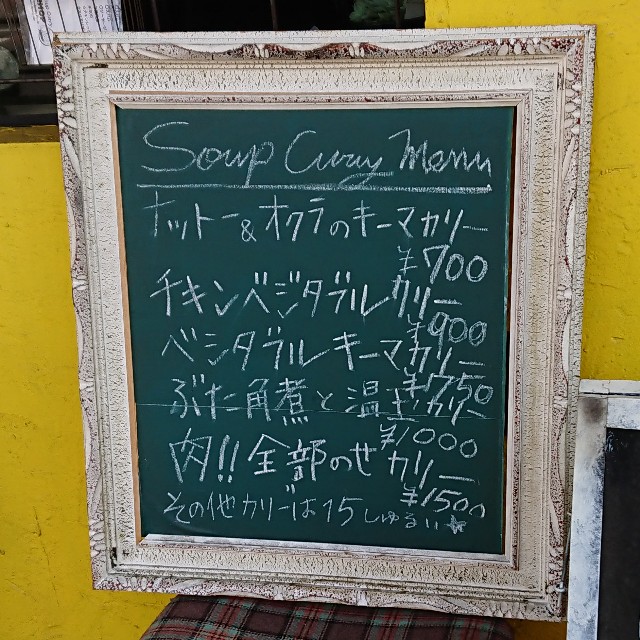 Soup Curry Menu
ナットー&オクラのキーマカリー
¥700
チキンベジタブルカリー
¥900
ベジタブルキーマカリー
¥750
ぶた角煮と温玉カリー
¥1000
肉!!全部のせカリー
¥1500
その他カリーは15しゅるい★